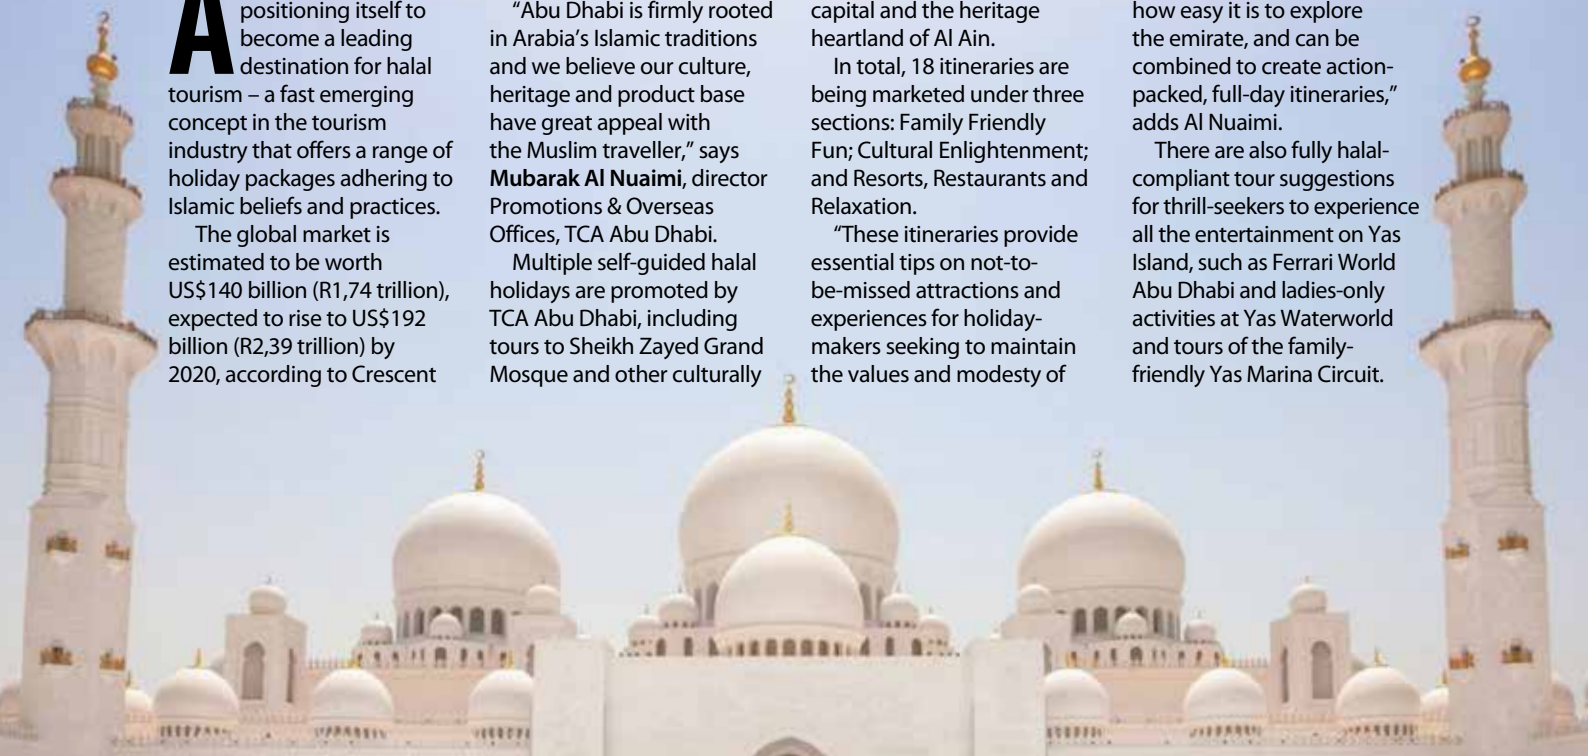 A
positioning itself to
become a leading
destination for halal
tourism – a fast emerging
concept in the tourism
industry that offers a range of
holiday packages adhering to
Islamic beliefs and practices.
The global market is
estimated to be worth
US$140 billion (R1,74 trillion),
expected to rise to US$192
billion (R2,39 trillion) by
2020, according to Crescent
“Abu Dhabi is firmly rooted
in Arabia’s Islamic traditions
and we believe our culture,
heritage and product base
have great appeal with
the Muslim traveller,” says
Mubarak Al Nuaimi, director
Promotions & Overseas
Offices, TCA Abu Dhabi.
Multiple self-guided halal
holidays are promoted by
TCA Abu Dhabi, including
tours to Sheikh Zayed Grand
Mosque and other culturally
capital and the heritage
heartland of Al Ain.
In total, 18 itineraries are
being marketed under three
sections: Family Friendly
Fun; Cultural Enlightenment;
and Resorts, Restaurants and
Relaxation.
“These itineraries provide
essential tips on not-to-
be-missed attractions and
experiences for holiday-
makers seeking to maintain
the values and modesty of
how easy it is to explore
the emirate, and can be
combined to create action-
packed, full-day itineraries,”
adds Al Nuaimi.
There are also fully halal-
compliant tour suggestions
for thrill-seekers to experience
all the entertainment on Yas
Island, such as Ferrari World
Abu Dhabi and ladies-only
activities at Yas Waterworld
and tours of the family-
friendly Yas Marina Circuit.